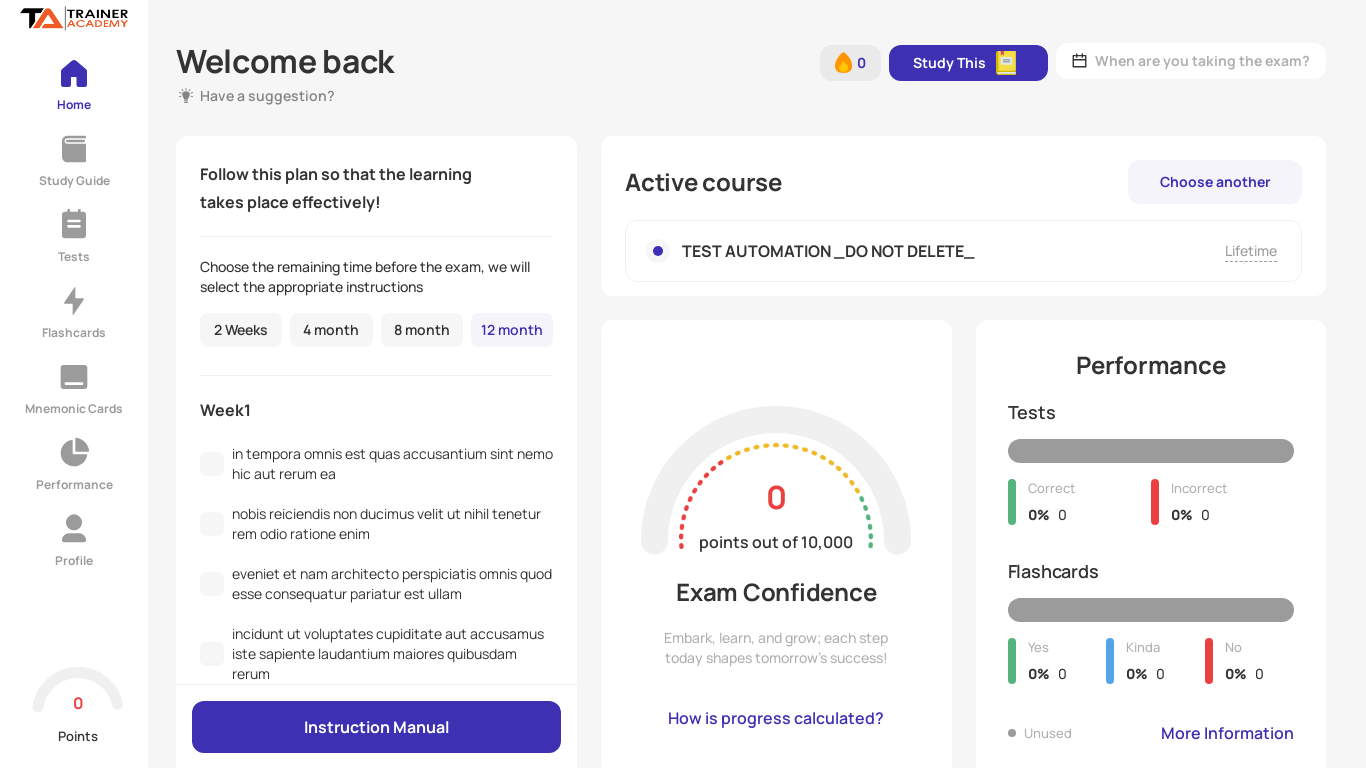 TRAINER
ACADEMY
Home
Study Guide
Tests
Flashcards
Mnemonic Cards
Performance
Profile
0
Points
Welcome back
Have a suggestion?
0
Study This
When are you taking the exam?
Follow this plan so that the learning
takes place effectively!
Choose the remaining time before the exam, we will
select the appropriate instructions
2 Weeks
4 month
8 month
12 month
Week1
in tempora omnis est quas accusantium sint nemo
hic aut rerum ea
nobis reiciendis non ducimus velit ut nihil tenetur
rem odio ratione enim
eveniet et nam architecto perspiciatis omnis quod
esse consequatur pariatur est ullam
incidunt ut voluptates cupiditate aut accusamus
iste sapiente laudantium maiores quibusdam
rerum
Instruction Manual
Active course
Choose another
TEST AUTOMATION _DO NOT DELETE_
Lifetime
0
points out of 10,000
Exam Confidence
Embark, learn, and grow; each step
today shapes tomorrow's success!
How is progress calculated?
Performance
Tests
Correct
0% 0
Incorrect
0% 0
Flashcards
Yes
0% 0
Kinda
0% 0
No
0% 0
Unused
More Information